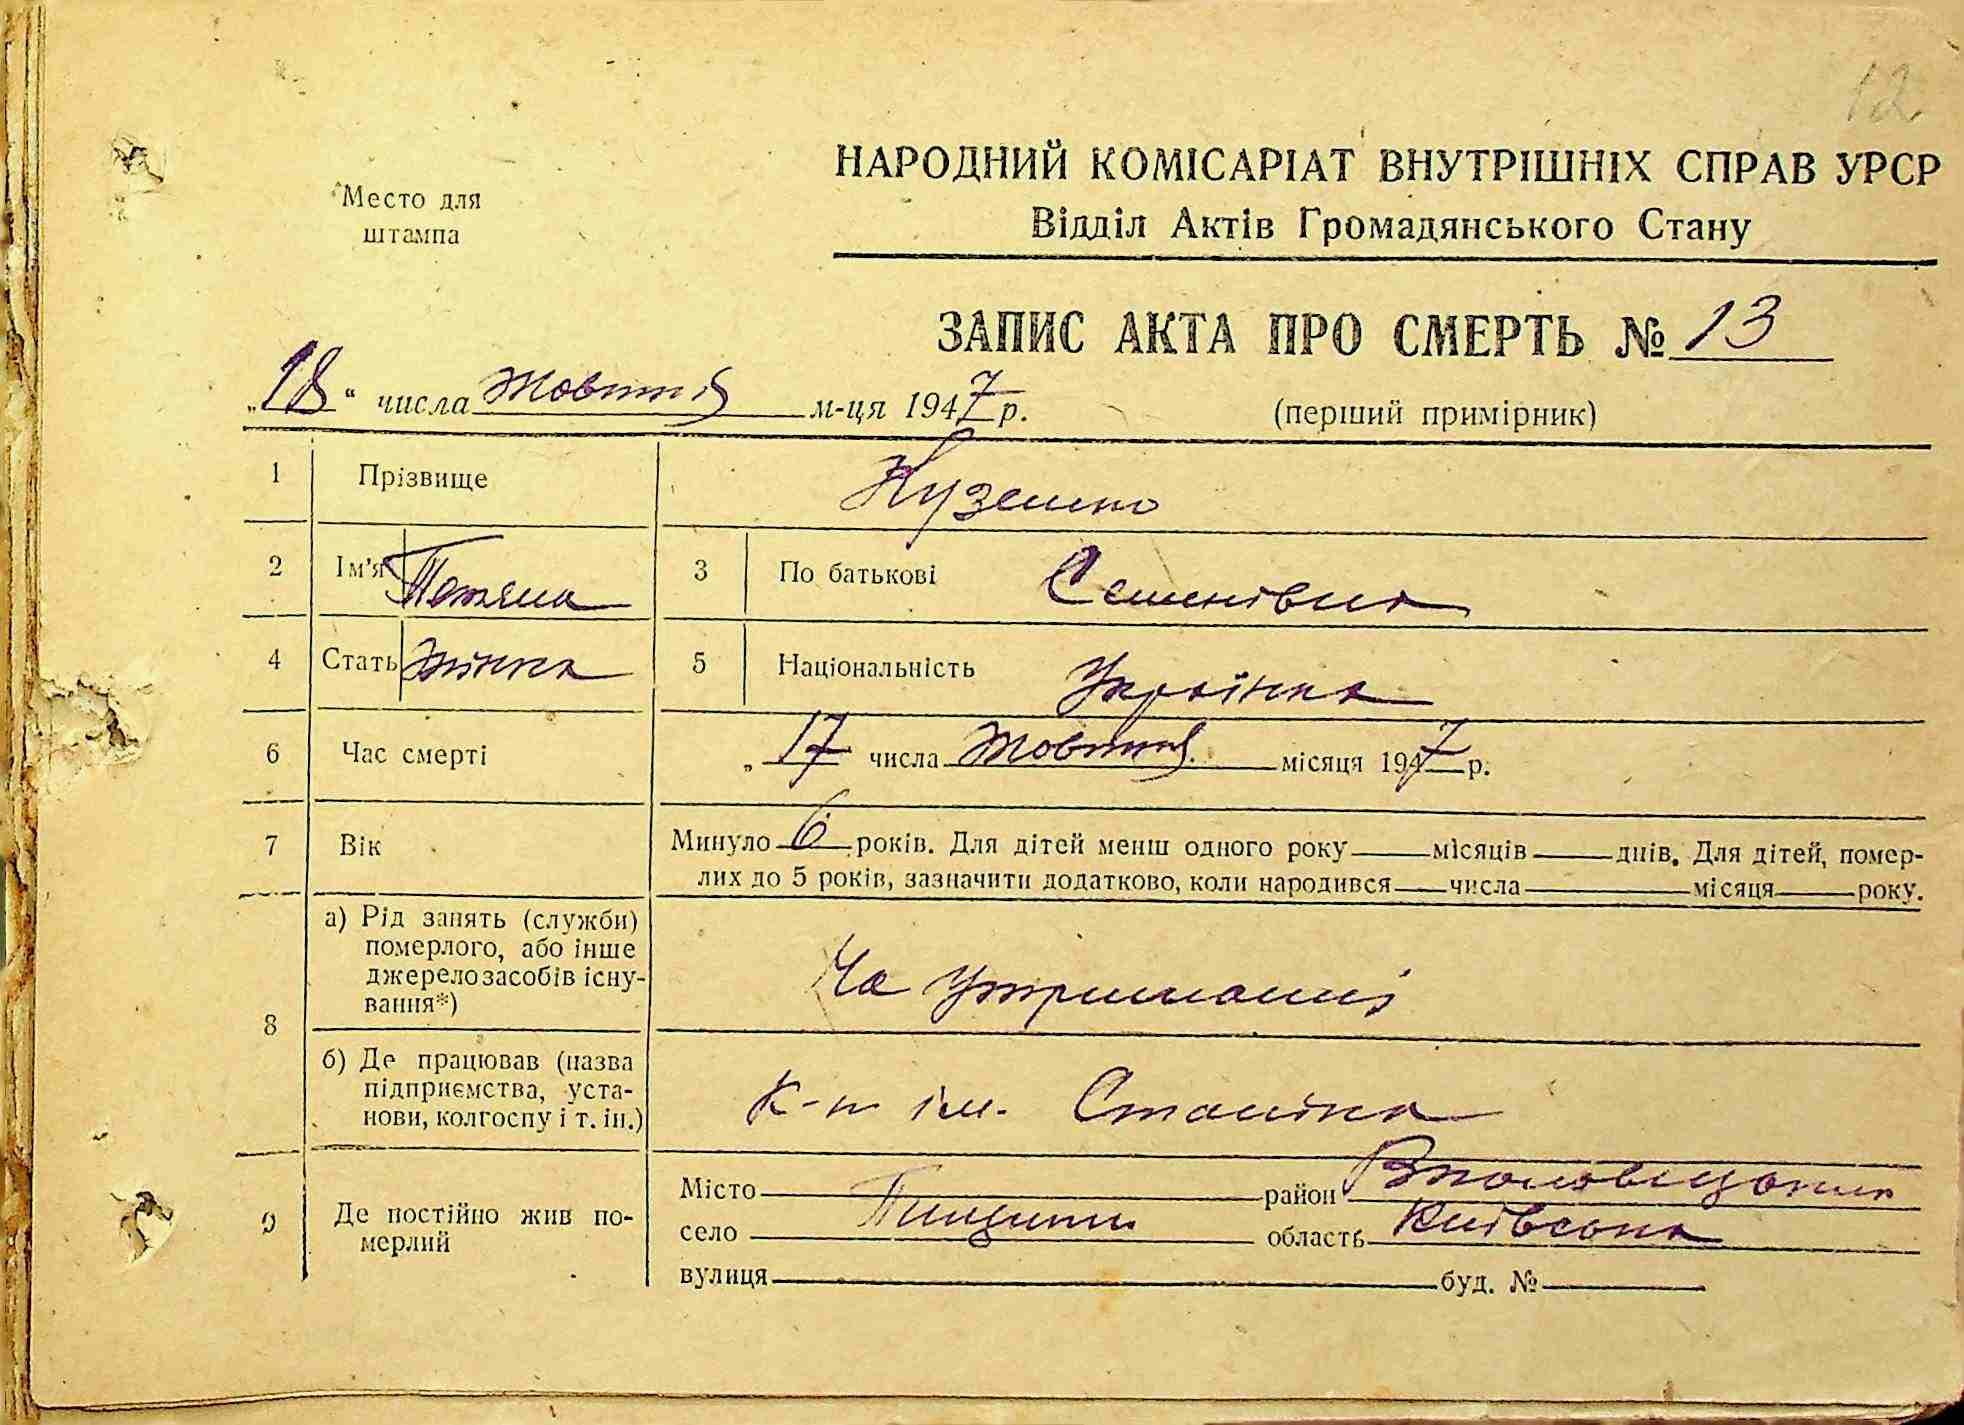 12
НАРОДНИЙ КОМІСАРІАТ ВНУТРІШНІХ СПРАВ УРСР
Место для
штампа
Відділ Актів Громадянського Стану
ЗАПИС АКТА ПРО СМЕРТЬ № 13
„18“ числа Жовтня м-ця 1947 р. (перший примірник)
1 Прізвище Кузенко
2 Ім'я Тетяна 3 По батькові Семенівна
4 Стать жінка 5 Національність Українка
6 Час смерті „17 числа Жовтня місяця 1947 р.
7 Вік Минуло 6 років. Для дітей менш одного року місяців днів. Для дітей, помер-
лих до 5 років, зазначити додатково, коли народився числа місяця року.
8 а) Рід занять (служби)
померлого, або інше
джерело засобів існу-
вання*)
На утриманні
б) Де працював (назва
підприємства, уста-
нови, колгоспу і т. ін.)
К-п ім. Сталіна
9 Де постійно жив по-
мерлий
Місто район
село Пищики область Київська
вулиця буд. №